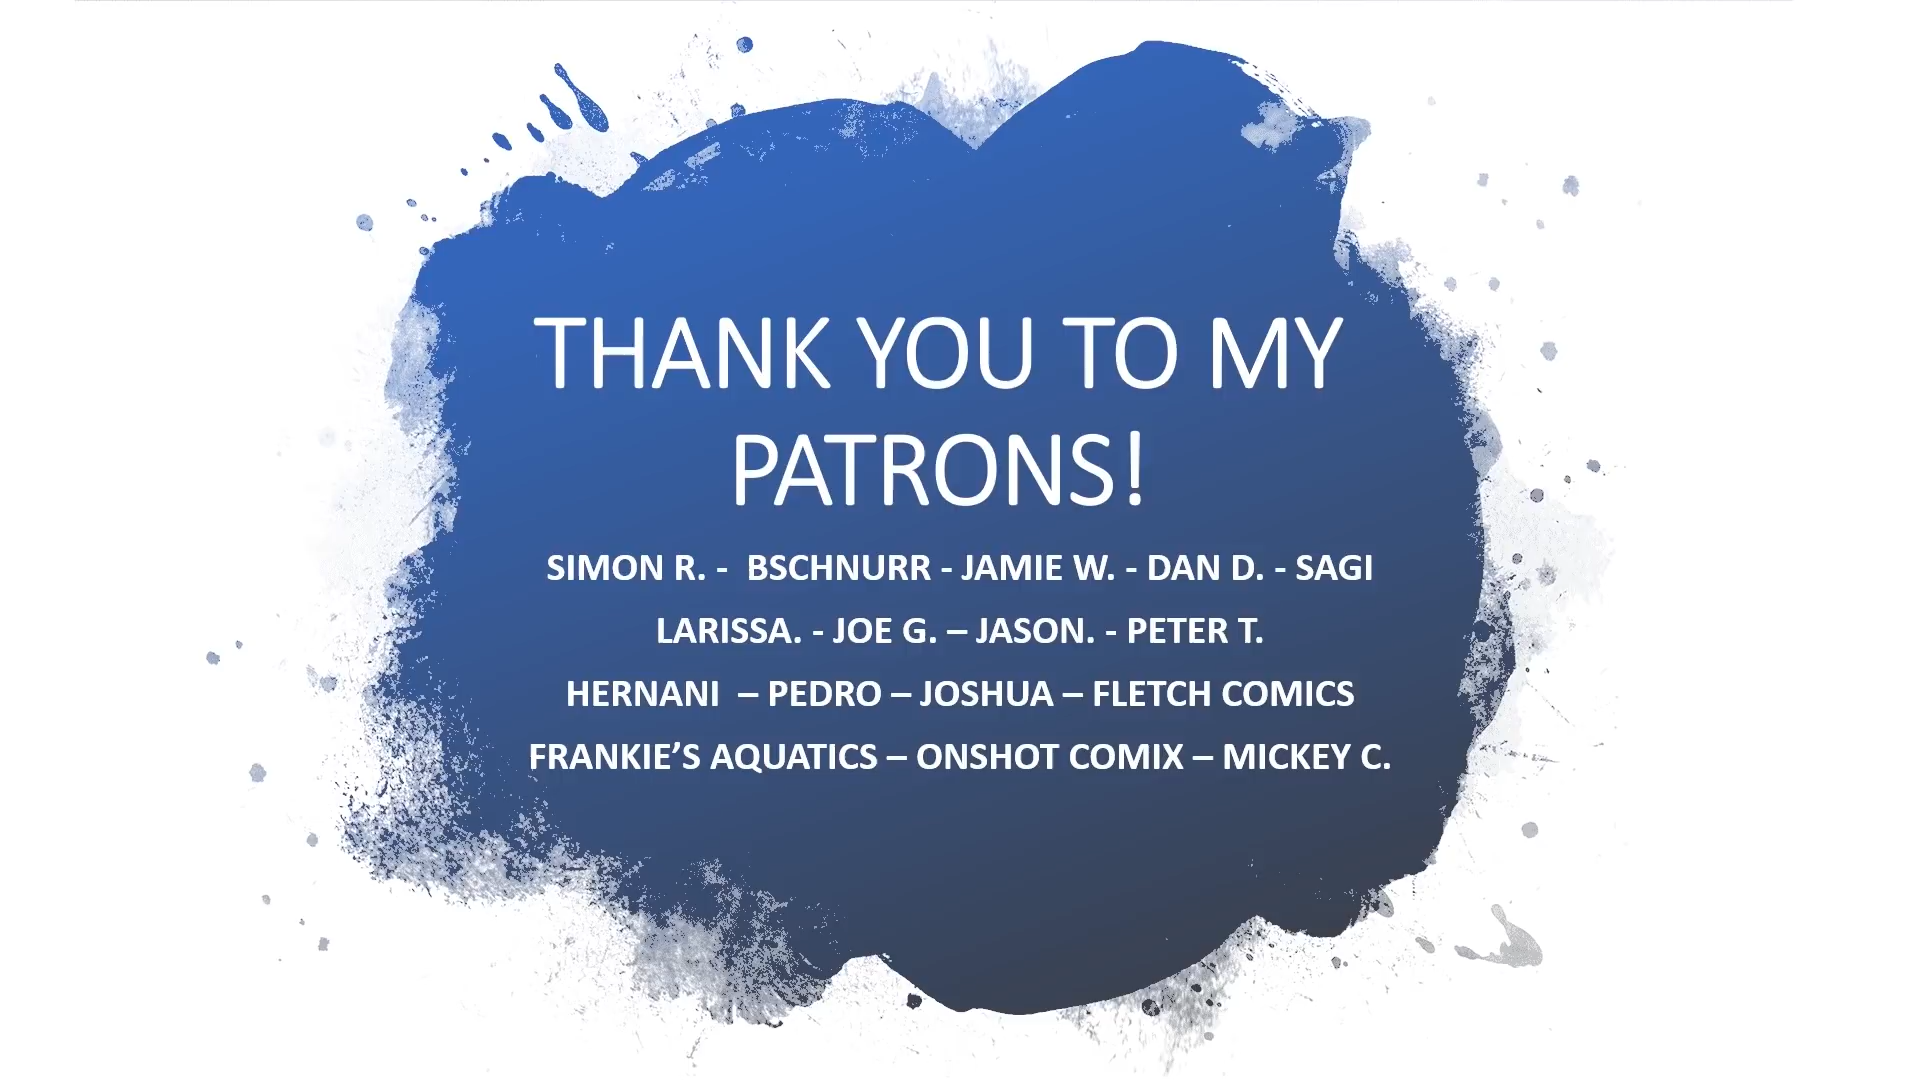 THANK YOU TO MY
PATRONS!
SIMON R. -  BSCHNURR - JAMIE W. - DAN D. - SAGI
LARISSA. - JOE G. – JASON. - PETER T.
HERNANI  – PEDRO – JOSHUA – FLETCH COMICS
FRANKIE’S AQUATICS – ONSHOT COMIX – MICKEY C.